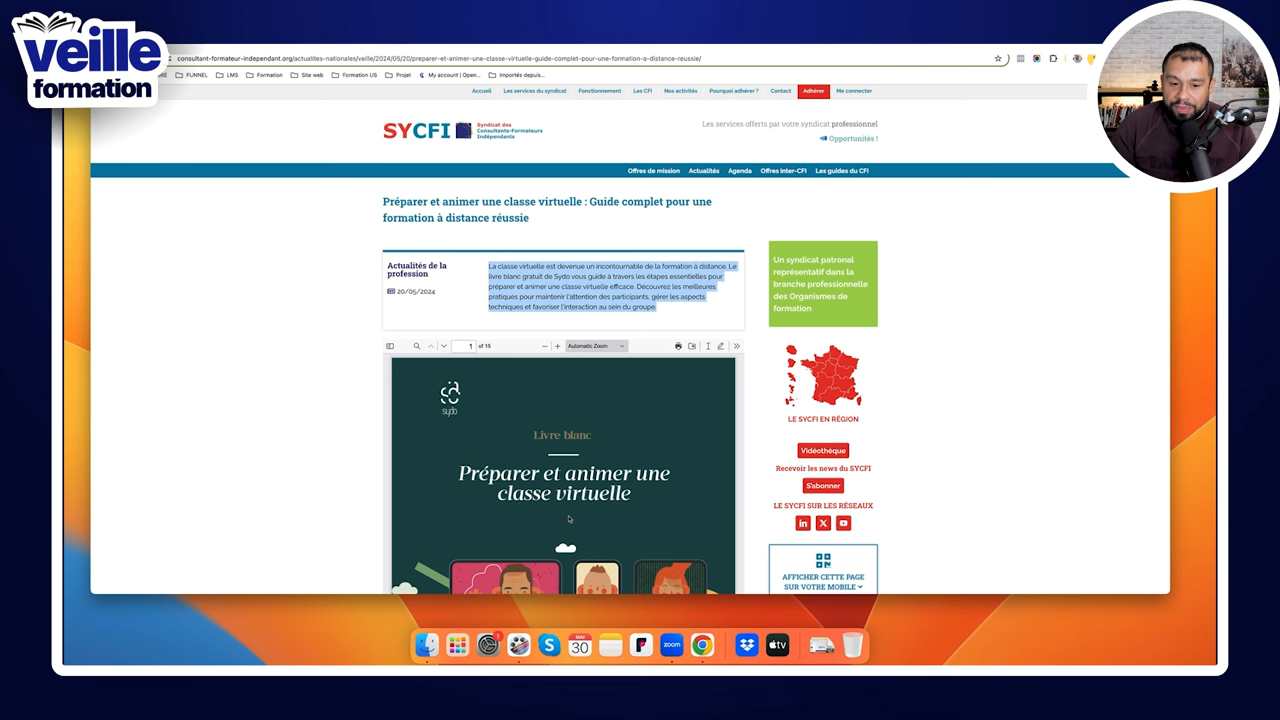 veille
formation
consultant-formateur-independant.org/actualites-nationales/veille/2024/05/20/preparer-et-animer-une-classe-virtuelle-guide-complet-pour-une-formation-a-distance-reussie/
FUNNEL
LMS
Formation
Site web
Formation US
Projet
My account | Open...
Importés depuis...
Accueil
Les services du syndicat
Fonctionnement
Les CFI
Nos activités
Pourquoi adhérer ?
Contact
Adhérer
Me connecter
SYCFI
Syndicat des
Consultants-Formateurs
Indépendants
Les services offerts par votre syndicat professionnel
Opportunités !
Offres de mission
Actualités
Agenda
Offres inter-CFI
Les guides du CFI
Préparer et animer une classe virtuelle : Guide complet pour une
formation à distance réussie
Actualités de la
profession
20/05/2024
La classe virtuelle est devenue un incontournable de la formation à distance. Le
livre blanc gratuit de Sydo vous guide à travers les étapes essentielles pour
préparer et animer une classe virtuelle efficace. Découvrez les meilleures
pratiques pour maintenir l'attention des participants, gérer les aspects
techniques et favoriser l'interaction au sein du groupe.
Un syndicat patronal
représentatif dans la
branche professionnelle
des Organismes de
formation
1
of 15
Automatic Zoom
sydo
Livre blanc
Préparer et animer une
classe virtuelle
LE SYCFI EN RÉGION
Vidéothèque
Recevoir les news du SYCFI
S'abonner
LE SYCFI SUR LES RÉSEAUX
in
X
AFFICHER CETTE PAGE
SUR VOTRE MOBILE
1
MAI
30
zoom
tv